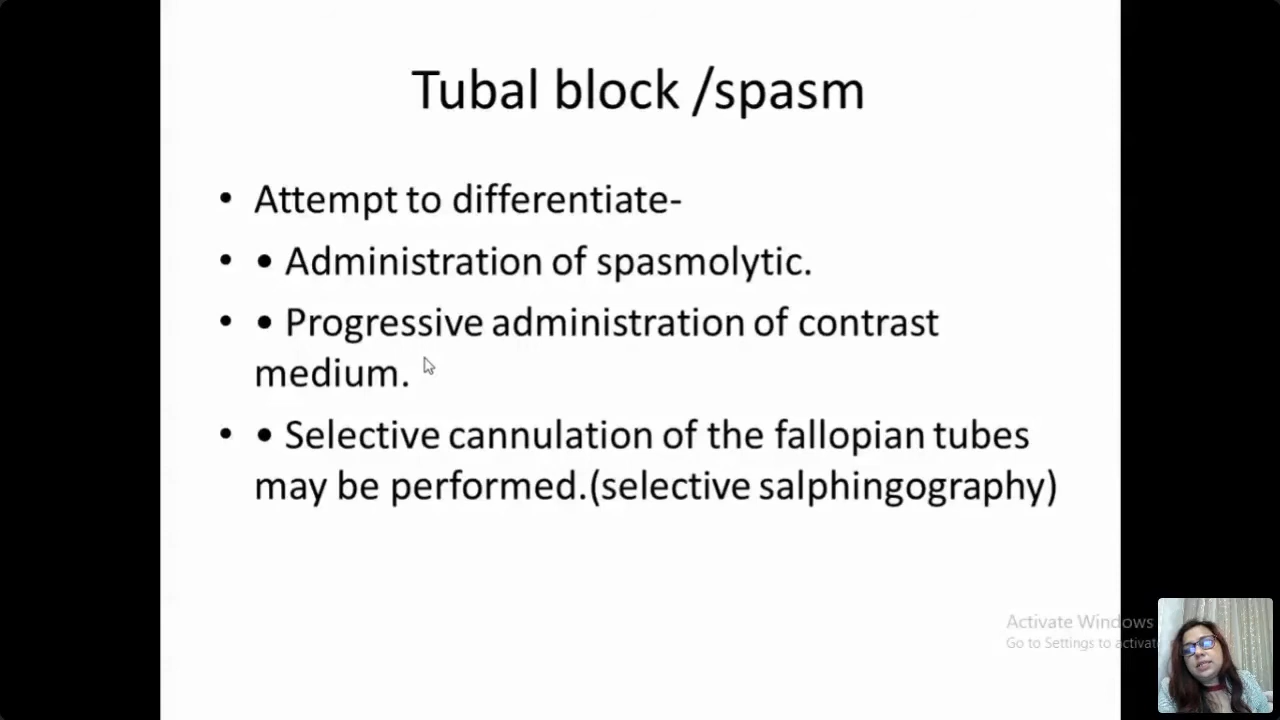 Tubal block /spasm
• Attempt to differentiate-
• • Administration of spasmolytic.
• • Progressive administration of contrast
medium.
• • Selective cannulation of the fallopian tubes
may be performed.(selective salphingography)
Activate Windows
Go to Settings to activat